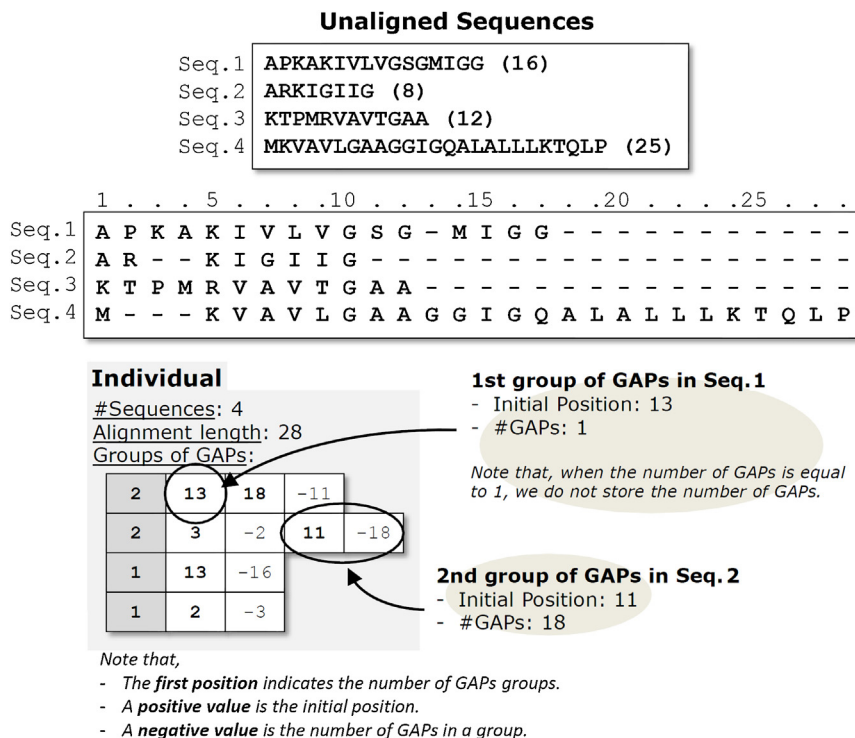 Unaligned Sequences
Seq.1 APKAKIVLVGSGMIGG (16)
Seq.2 ARKIGIIG (8)
Seq.3 KTPMRVAVTGAA (12)
Seq.4 MKVAVLGAAGGIGQALALLLKTQLP (25)
1 . . . 5 . . . .10 . . . .15 . . . .20 . . . .25 . . .
Seq.1 A P K A K I V L V G S G - M I G G - - - - - - - - - - -
Seq.2 A R - - K I G I I G - - - - - - - - - - - - - - - - - -
Seq.3 K T P M R V A V T G A A - - - - - - - - - - - - - - - -
Seq.4 M - - - K V A V L G A A G G I G Q A L A L L L K T Q L P
Individual
#Sequences: 4
Alignment length: 28
Groups of GAPs:
2 13 18 -11
2 3 -2 11 -18
1 13 -16
1 2 -3
1st group of GAPs in Seq.1
- Initial Position: 13
- #GAPs: 1
Note that, when the number of GAPs is equal
to 1, we do not store the number of GAPs.
2nd group of GAPs in Seq.2
- Initial Position: 11
- #GAPs: 18
Note that,
- The first position indicates the number of GAPs groups.
- A positive value is the initial position.
- A negative value is the number of GAPs in a group.